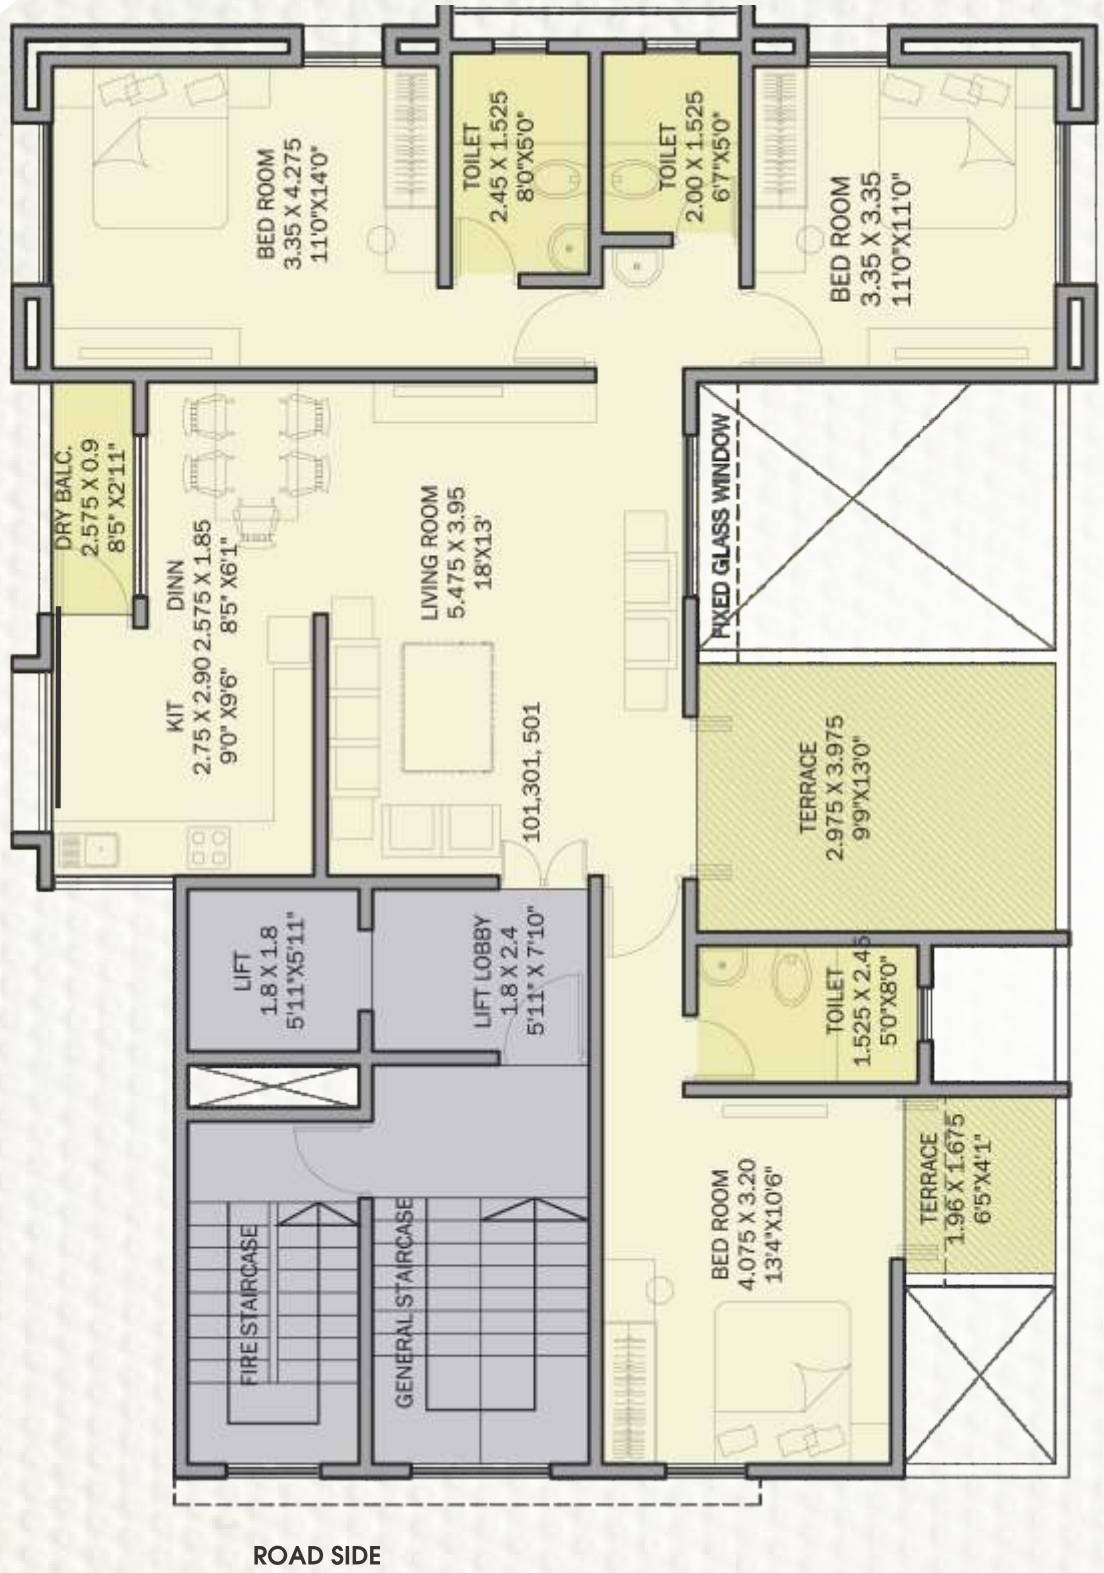 BED ROOM
3.35 X 4.275
11'0"X14'0"
TOILET
2.45 X 1.525
8'0"X5'0"
TOILET
2.00 X 1.525
6'7"X5'0"
BED ROOM
3.35 X 3.35
11'0"X11'0"
DRY BALC.
2.575 X 0.9
8'5" X2'11"
DINN
2.575 X 1.85
8'5" X6'1"
KIT
2.75 X 2.90
9'0" X9'6"
LIVING ROOM
5.475 X 3.95
18'X13'
FIXED GLASS WINDOW
101,301, 501
TERRACE
2.975 X 3.975
9'9"X13'0"
LIFT
1.8 X 1.8
5'11"X5'11"
LIFT LOBBY
1.8 X 2.4
5'11" X 7'10"
TOILET
1.525 X 2.45
5'0"X8'0"
FIRE STAIRCASE
GENERAL STAIRCASE
BED ROOM
4.075 X 3.20
13'4"X10'6"
TERRACE
1.96 X 1.675
6'5"X4'1"
ROAD SIDE